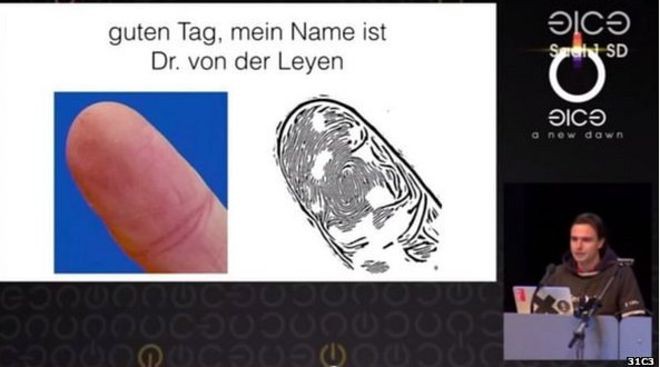 guten Tag, mein Name ist
Dr. von der Leyen
Saal 1 SD
a new dawn
31C3